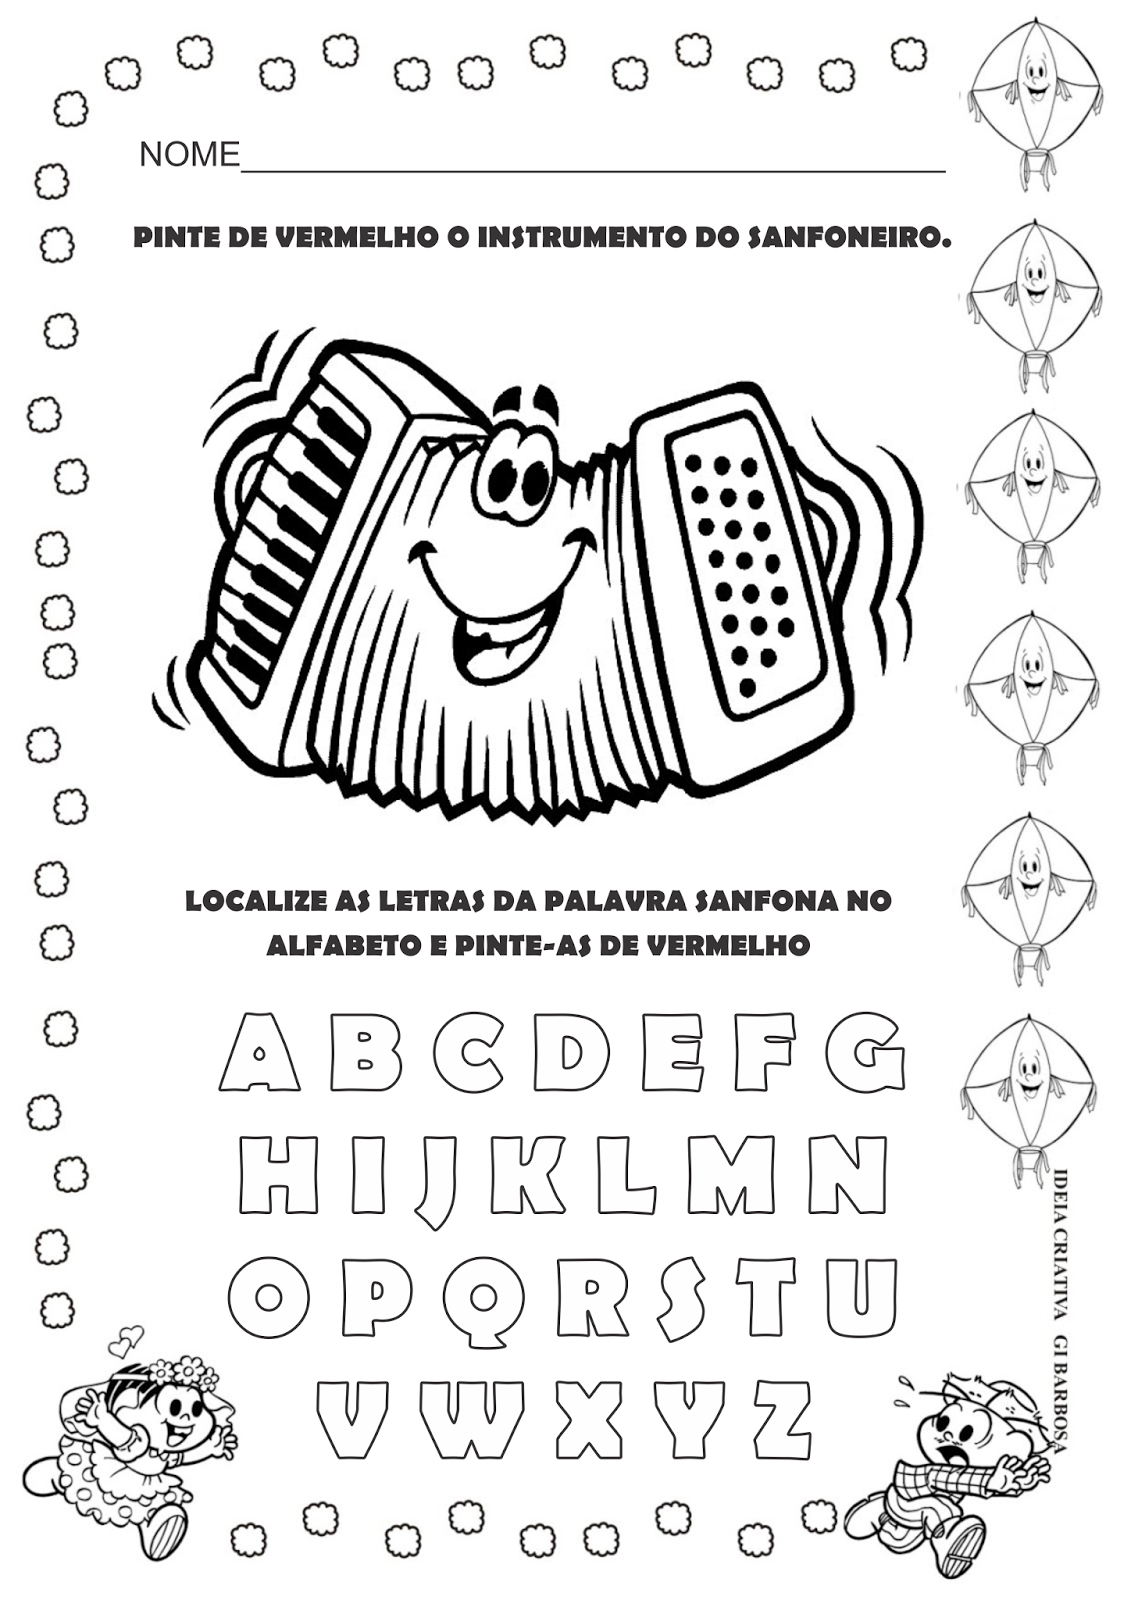 NOME
PINTE DE VERMELHO O INSTRUMENTO DO SANFONEIRO.
LOCALIZE AS LETRAS DA PALAVRA SANFONA NO
ALFABETO E PINTE-AS DE VERMELHO
A B C D E F G
H I J K L M N
O P Q R S T U
V W X Y Z
IDEIA CRIATIVA GI BARBOSA